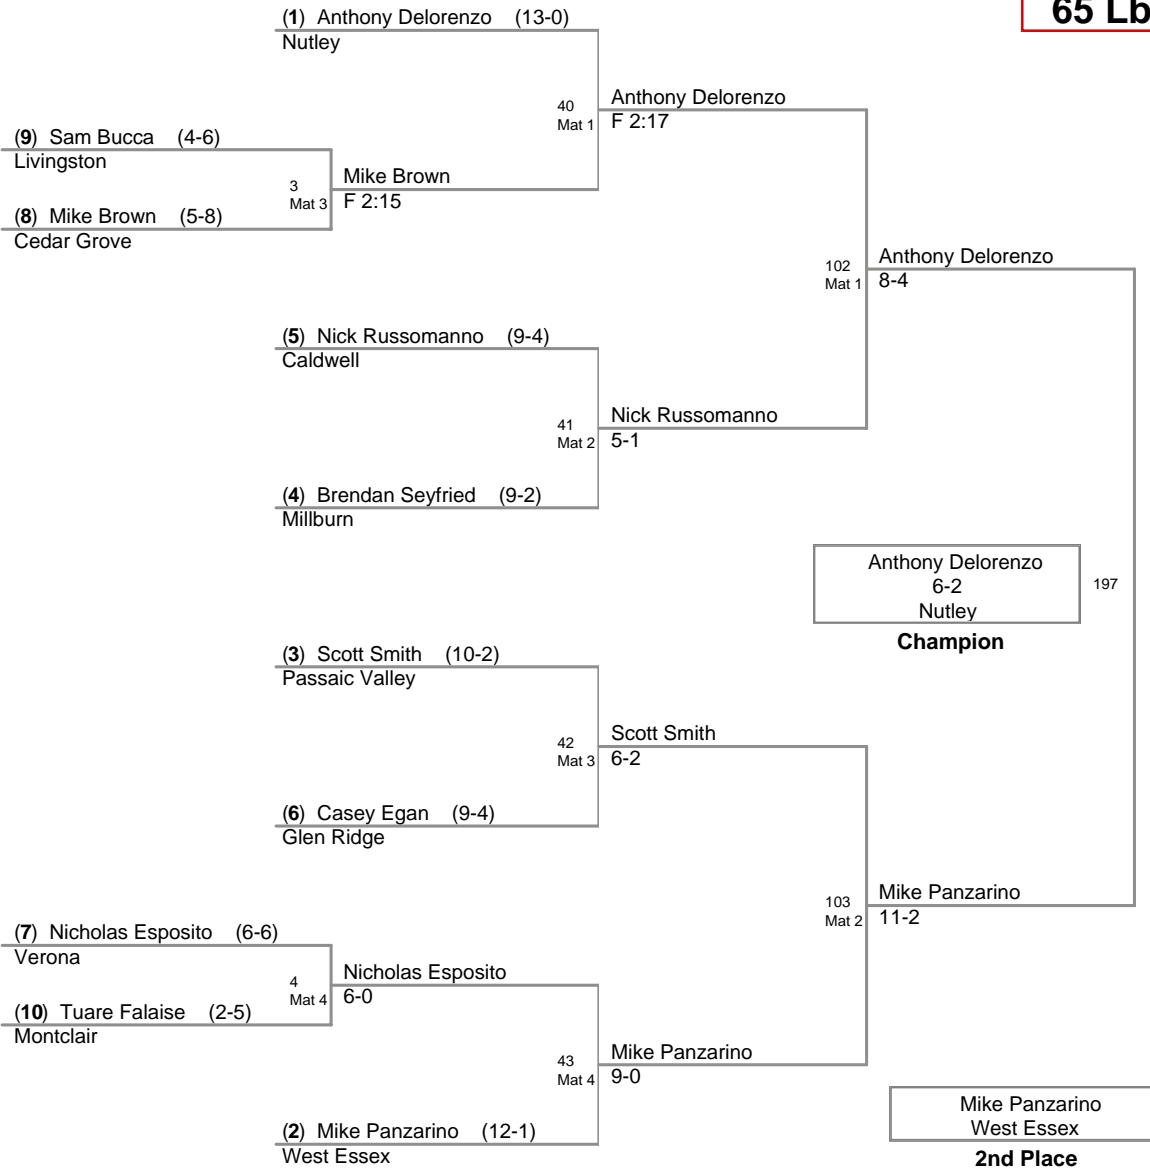 65 Lb
(1) Anthony Delorenzo (13-0)
Nutley
40
Mat 1
Anthony Delorenzo
F 2:17
(9) Sam Bucca (4-6)
Livingston
3
Mat 3
Mike Brown
F 2:15
(8) Mike Brown (5-8)
Cedar Grove
102
Mat 1
Anthony Delorenzo
8-4
(5) Nick Russomanno (9-4)
Caldwell
41
Mat 2
Nick Russomanno
5-1
(4) Brendan Seyfried (9-2)
Millburn
Anthony Delorenzo
6-2
Nutley
197
Champion
(3) Scott Smith (10-2)
Passaic Valley
42
Mat 3
Scott Smith
6-2
(6) Casey Egan (9-4)
Glen Ridge
103
Mat 2
Mike Panzarino
11-2
(7) Nicholas Esposito (6-6)
Verona
4
Mat 4
Nicholas Esposito
6-0
(10) Tuare Falaise (2-5)
Montclair
43
Mat 4
Mike Panzarino
9-0
(2) Mike Panzarino (12-1)
West Essex
Mike Panzarino
West Essex
2nd Place